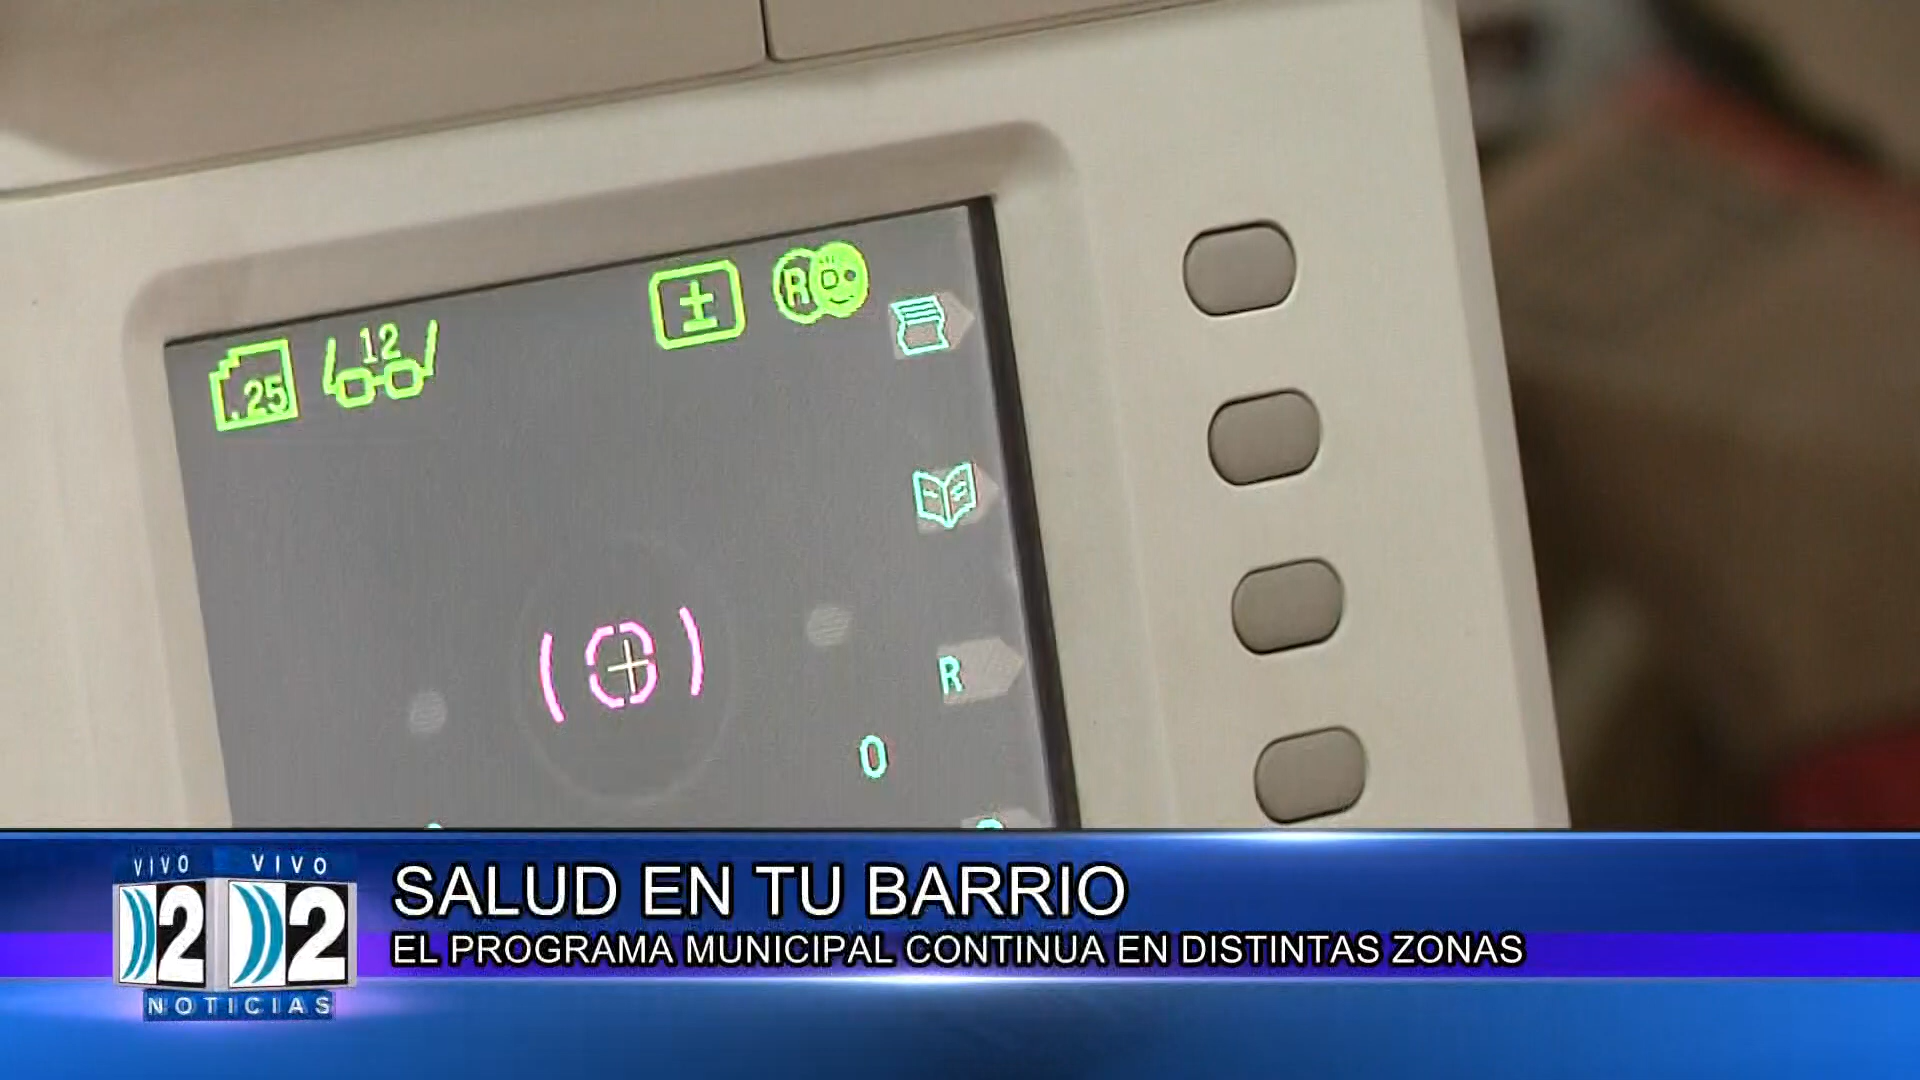 .25
12
±
R
R
0
VIVO VIVO
2 2
NOTICIAS
SALUD EN TU BARRIO
EL PROGRAMA MUNICIPAL CONTINUA EN DISTINTAS ZONAS